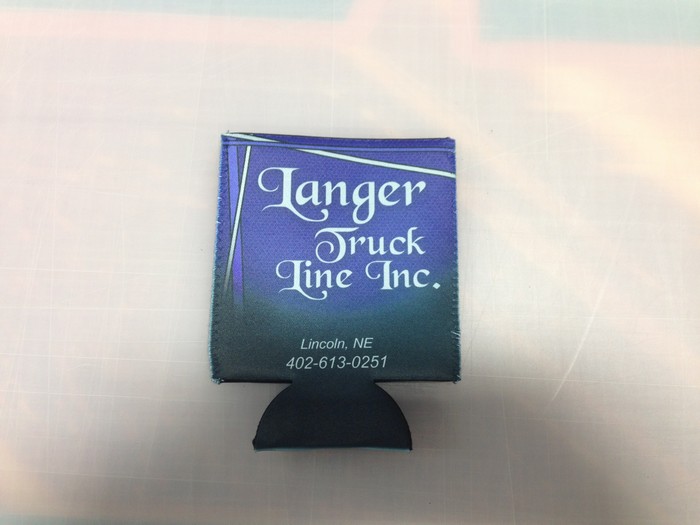 Langer
Truck
Line Inc.
Lincoln, NE
402-613-0251